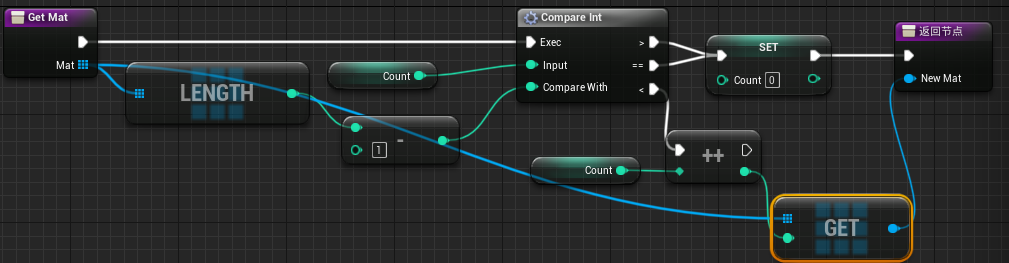 Get Mat
Mat
LENGTH
Count
1
-
Compare Int
Exec
Input
Compare With
>
==
<
SET
Count 0
返回节点
New Mat
Count
++
GET